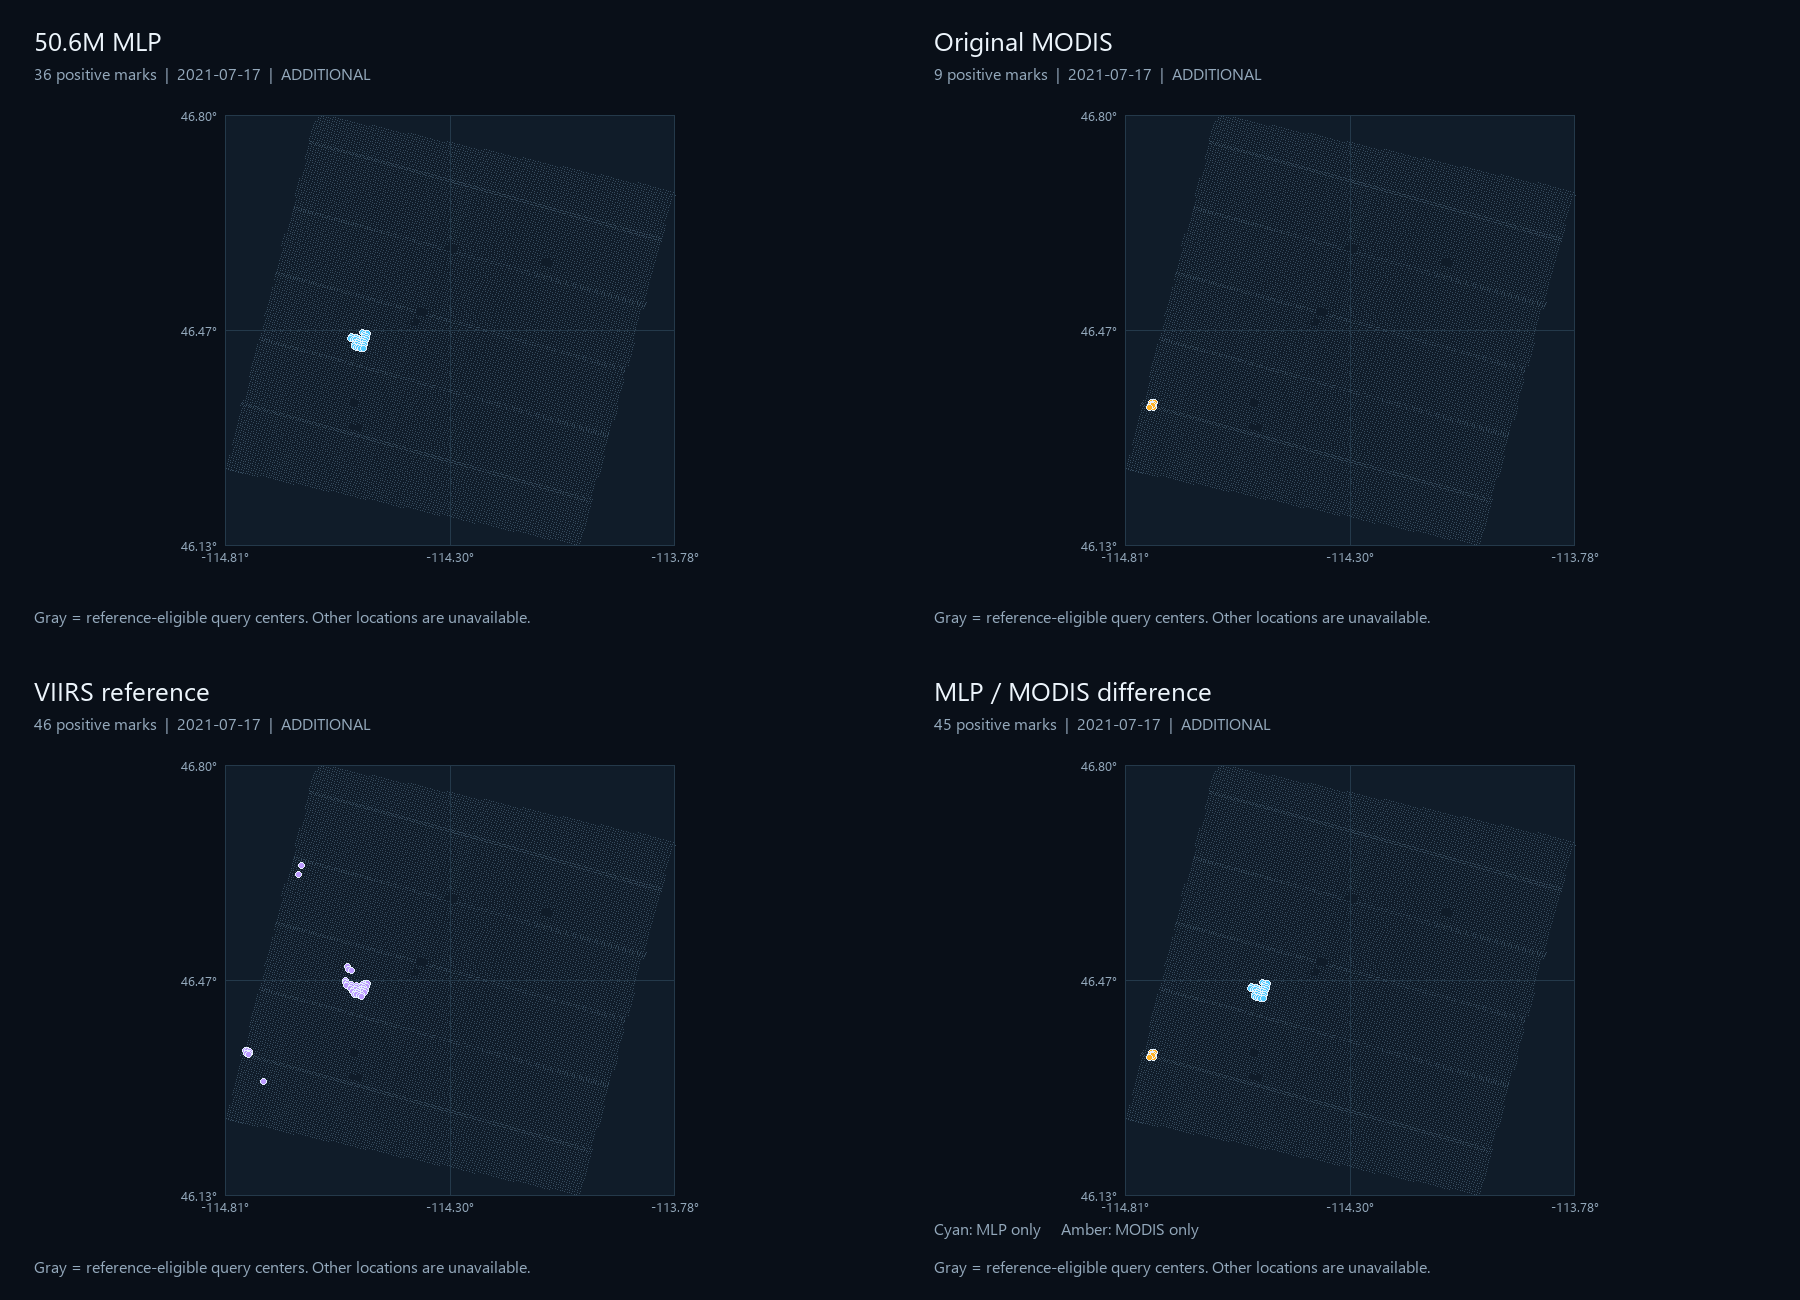 50.6M MLP
36 positive marks | 2021-07-17 | ADDITIONAL
46.80°
46.47°
46.13°
-114.81°
-114.30°
-113.78°
Gray = reference-eligible query centers. Other locations are unavailable.
Original MODIS
9 positive marks | 2021-07-17 | ADDITIONAL
46.80°
46.47°
46.13°
-114.81°
-114.30°
-113.78°
Gray = reference-eligible query centers. Other locations are unavailable.
VIIRS reference
46 positive marks | 2021-07-17 | ADDITIONAL
46.80°
46.47°
46.13°
-114.81°
-114.30°
-113.78°
Gray = reference-eligible query centers. Other locations are unavailable.
MLP / MODIS difference
45 positive marks | 2021-07-17 | ADDITIONAL
46.80°
46.47°
46.13°
-114.81°
-114.30°
-113.78°
Cyan: MLP only Amber: MODIS only
Gray = reference-eligible query centers. Other locations are unavailable.